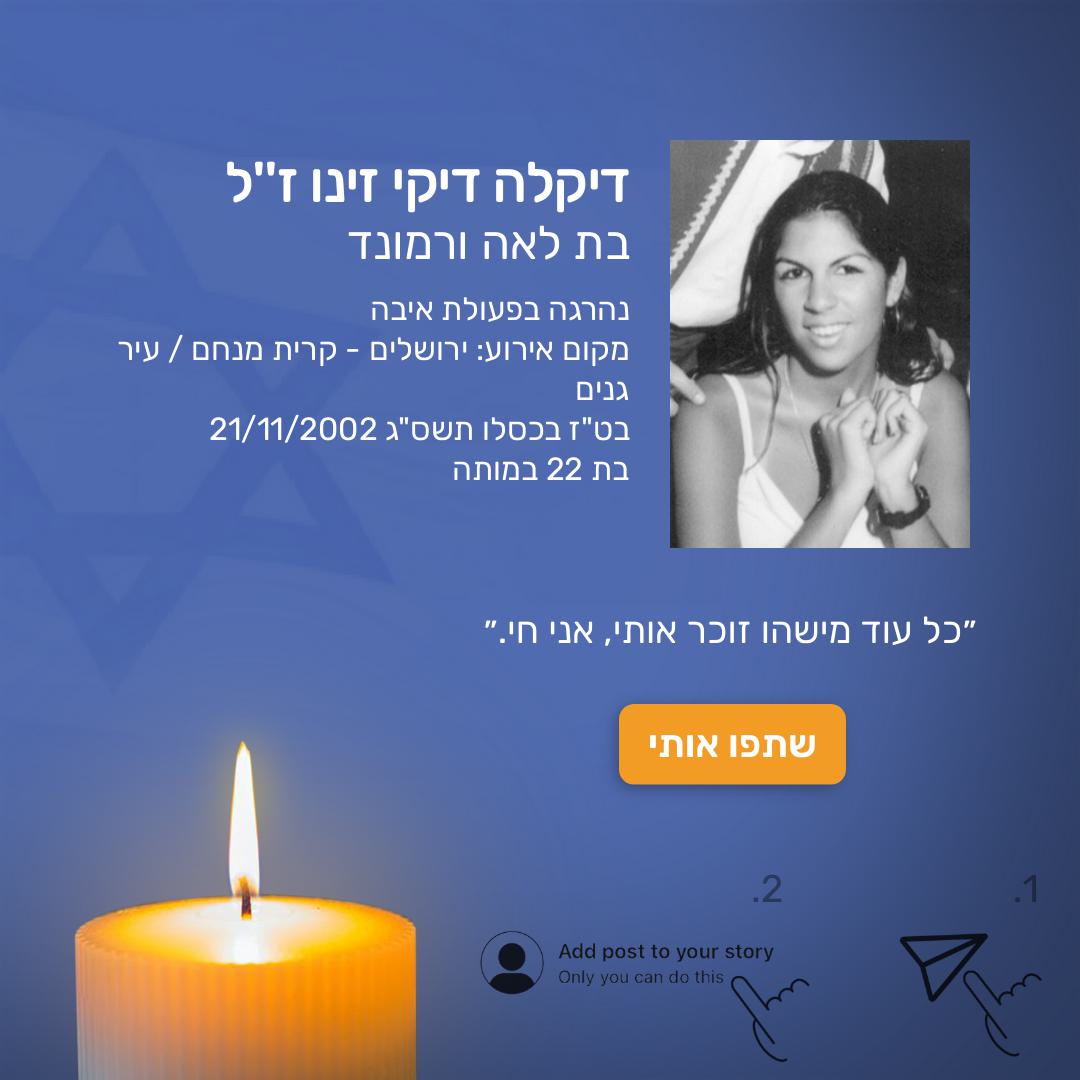 דיקלה דיקי זינו ז"ל
בת לאה ורמונד
נהרגה בפעולת איבה
מקום אירוע: ירושלים - קרית מנחם / עיר
גנים
בט"ז בכסלו תשס"ג 21/11/2002
בת 22 במותה
״כל עוד מישהו זוכר אותי, אני חי.״
שתפו אותי
1.
2.
Add post to your story
Only you can do this